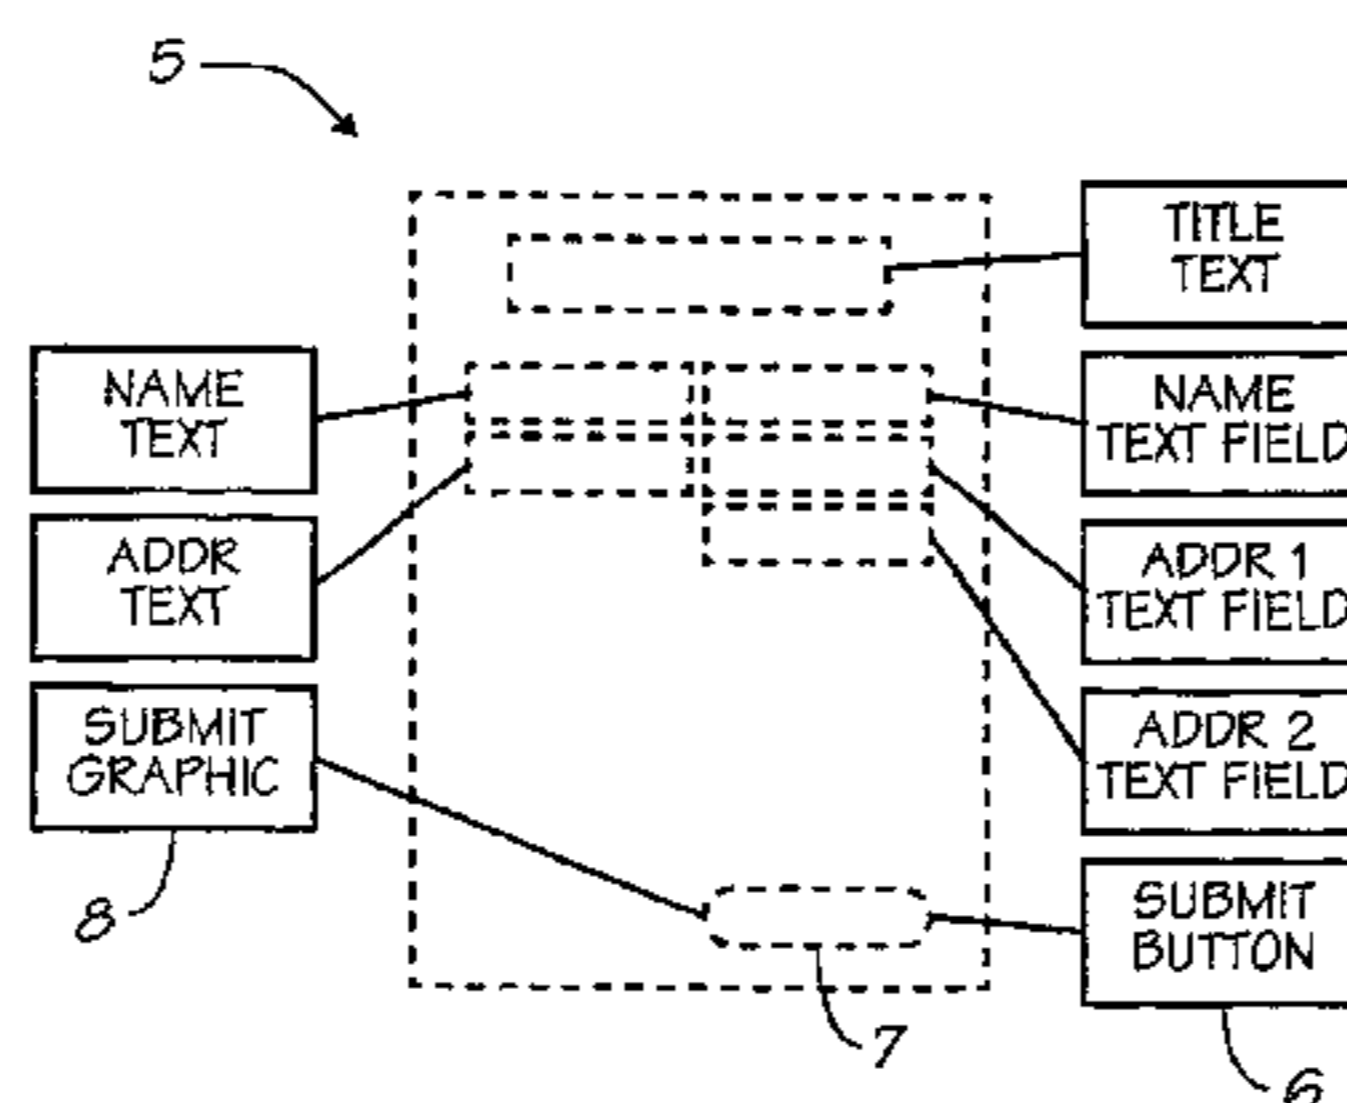 5
TITLE
TEXT
NAME
TEXT
NAME
TEXT FIELD
ADDR
TEXT
ADDR 1
TEXT FIELD
SUBMIT
GRAPHIC
ADDR 2
TEXT FIELD
8
SUBMIT
BUTTON
7
6